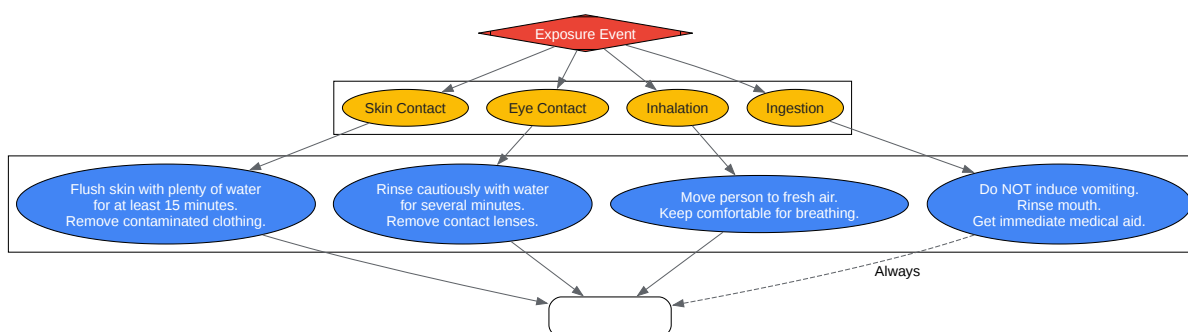 Exposure Event
Skin Contact
Eye Contact
Inhalation
Ingestion
Flush skin with plenty of water
for at least 15 minutes.
Remove contaminated clothing.
Rinse cautiously with water
for several minutes.
Remove contact lenses.
Move person to fresh air.
Keep comfortable for breathing.
Do NOT induce vomiting.
Rinse mouth.
Get immediate medical aid.
Always